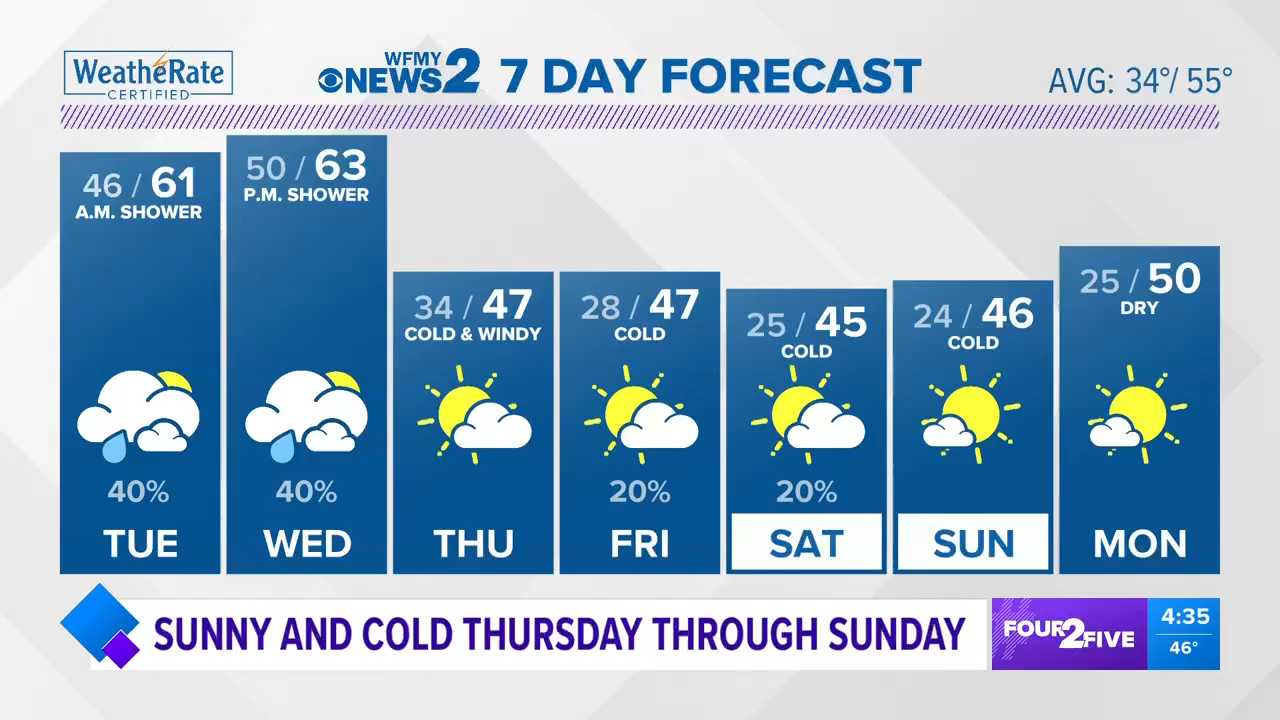 WeatheRate
CERTIFIED
WFMY
NEWS 2 7 DAY FORECAST
AVG: 34°/ 55°
46 / 61
A.M. SHOWER
40%
TUE
50 / 63
P.M. SHOWER
40%
WED
34 / 47
COLD & WINDY
THU
28 / 47
COLD
20%
FRI
25 / 45
COLD
20%
SAT
24 / 46
COLD
SUN
25 / 50
DRY
MON
SUNNY AND COLD THURSDAY THROUGH SUNDAY
FOUR2FIVE
4:35
46°